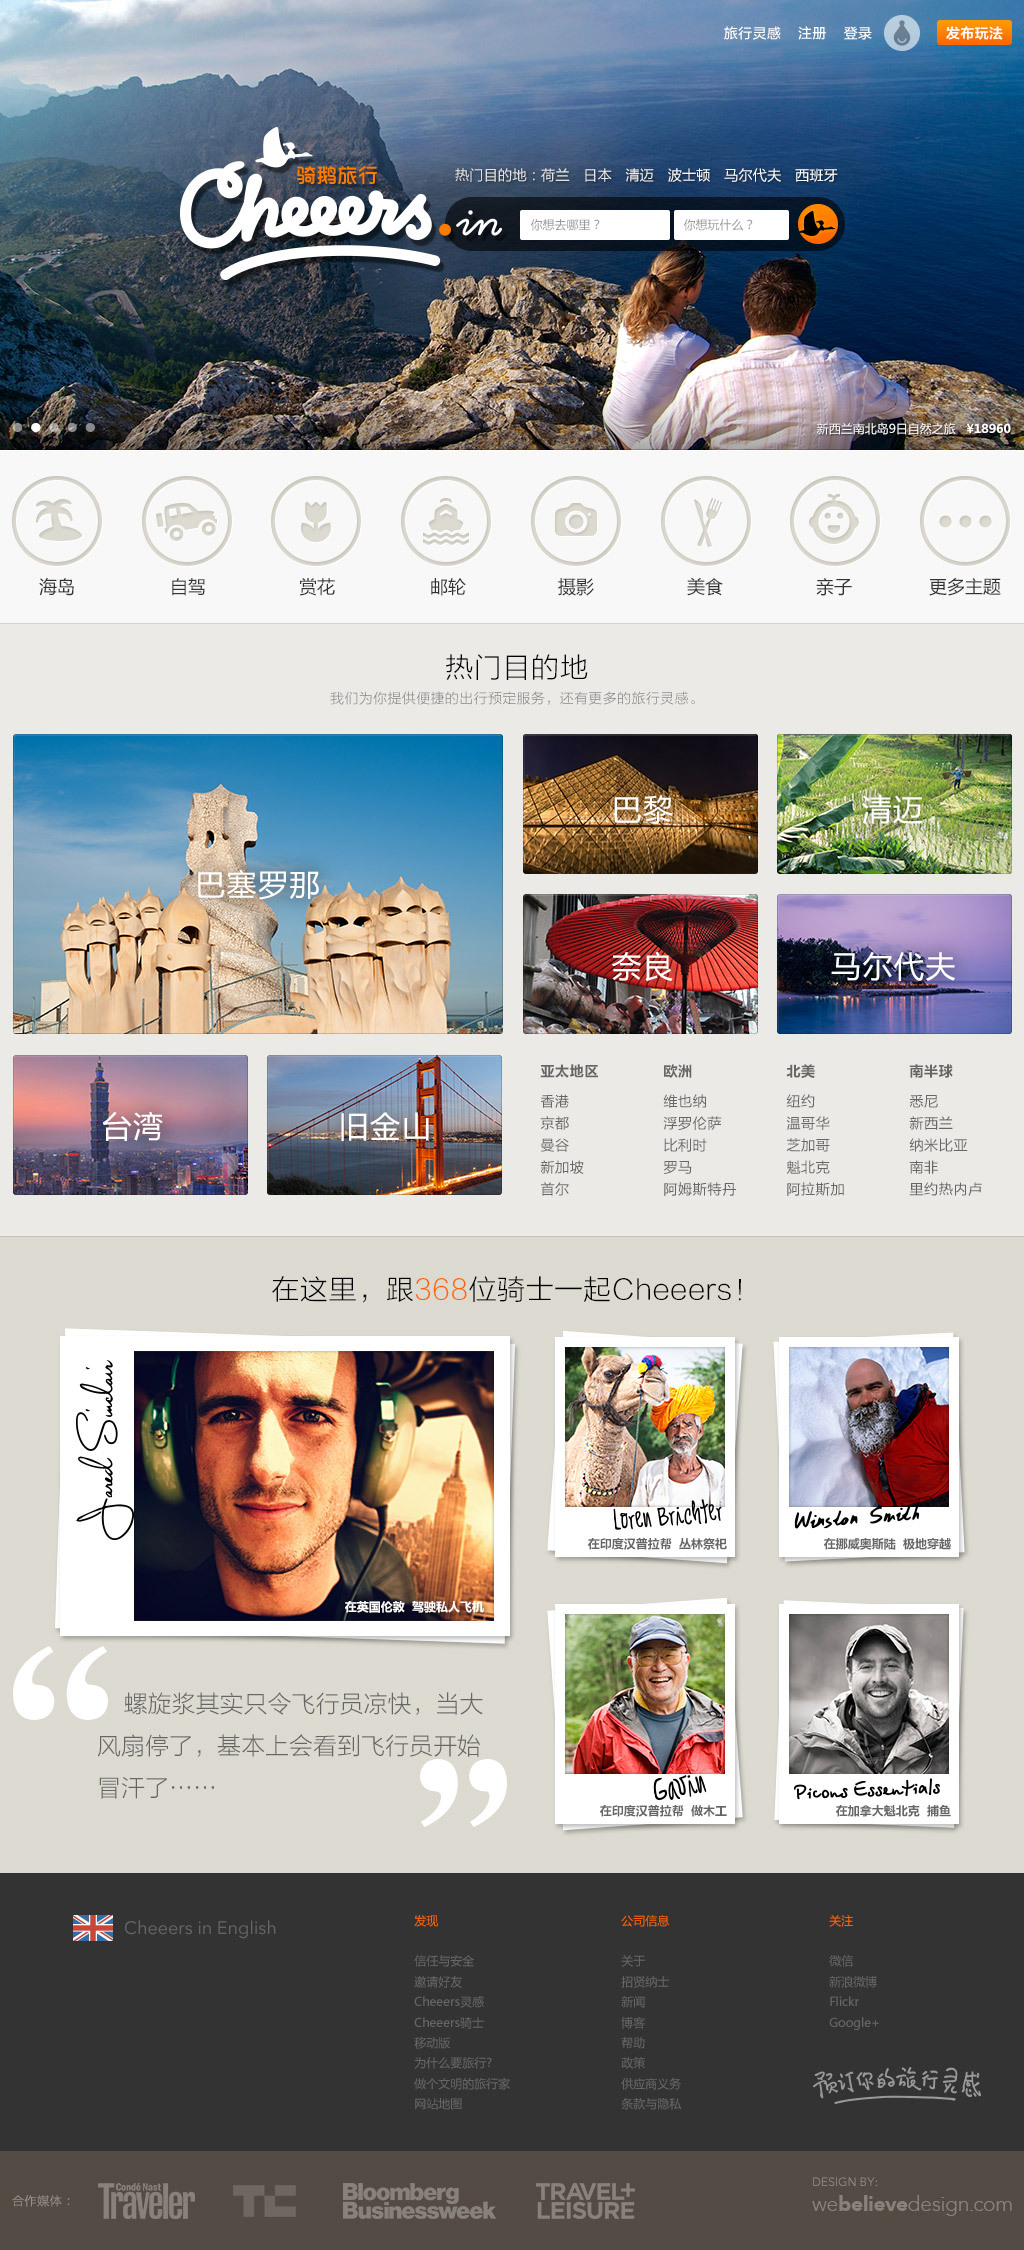 旅行灵感 注册 登录 发布玩法
骑鹅旅行
Cheeers.in
热门目的地：荷兰 日本 清迈 波士顿 马尔代夫 西班牙
你想去哪里？ 你想玩什么？
新西兰南北岛9日自然之旅 ¥18960
海岛 自驾 赏花 邮轮 摄影 美食 亲子 更多主题
热门目的地
我们为你提供便捷的出行预定服务，还有更多的旅行灵感。
巴塞罗那
巴黎
清迈
奈良
马尔代夫
台湾
旧金山
亚太地区
香港
京都
曼谷
新加坡
首尔
欧洲
维也纳
浮罗伦萨
比利时
罗马
阿姆斯特丹
北美
纽约
温哥华
芝加哥
魁北克
阿拉斯加
南半球
悉尼
新西兰
纳米比亚
南非
里约热内卢
在这里，跟368位骑士一起Cheeers！
Jared Sinclair
在英国伦敦 驾驶私人飞机
Loren Brichter
在印度汉普拉帮 丛林祭祀
Winston Smith
在挪威奥斯陆 极地穿越
“螺旋浆其实只令飞行员凉快，当大
风扇停了，基本上会看到飞行员开始
冒汗了……”
Gavin
在印度汉普拉帮 做木工
Picons Essentials
在加拿大魁北克 捕鱼
Cheeers in English
发现
信任与安全
邀请好友
Cheeers灵感
Cheeers骑士
移动版
为什么要旅行?
做个文明的旅行家
网站地图
公司信息
关于
招贤纳士
新闻
博客
帮助
政策
供应商义务
条款与隐私
关注
微信
新浪微博
Flickr
Google+
预订你的旅行灵感
合作媒体：
Condé Nast
Traveler
TC
Bloomberg
Businessweek
TRAVEL+
LEISURE
DESIGN BY:
webelievedesign.com